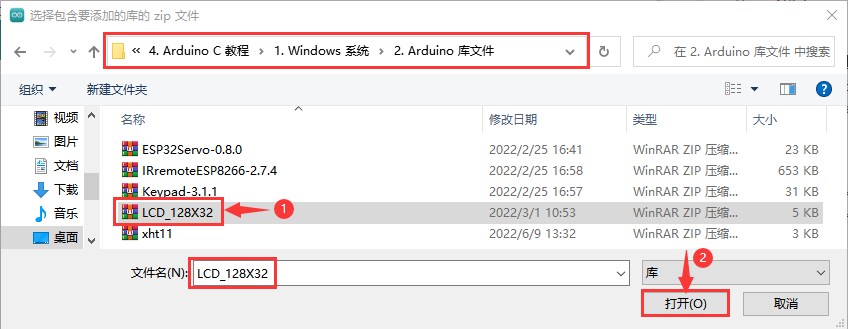 选择包含要添加的库的 zip 文件
« 4. Arduino C 教程 > 1. Windows 系统 > 2. Arduino 库文件
在 2. Arduino 库文件 中搜索
组织 新建文件夹
名称 修改日期 类型 大小
视频
图片
文档
下载
音乐
桌面
ESP32Servo-0.8.0 2022/2/25 16:41 WinRAR ZIP 压缩... 23 KB
IRremoteESP8266-2.7.4 2022/2/25 16:58 WinRAR ZIP 压缩... 653 KB
Keypad-3.1.1 2022/2/25 16:57 WinRAR ZIP 压缩... 31 KB
LCD_128X32 2022/3/1 10:53 WinRAR ZIP 压缩... 5 KB
1
xht11 2022/6/9 13:32 WinRAR ZIP 压缩... 3 KB
2
文件名(N): LCD_128X32 库
打开(O) 取消